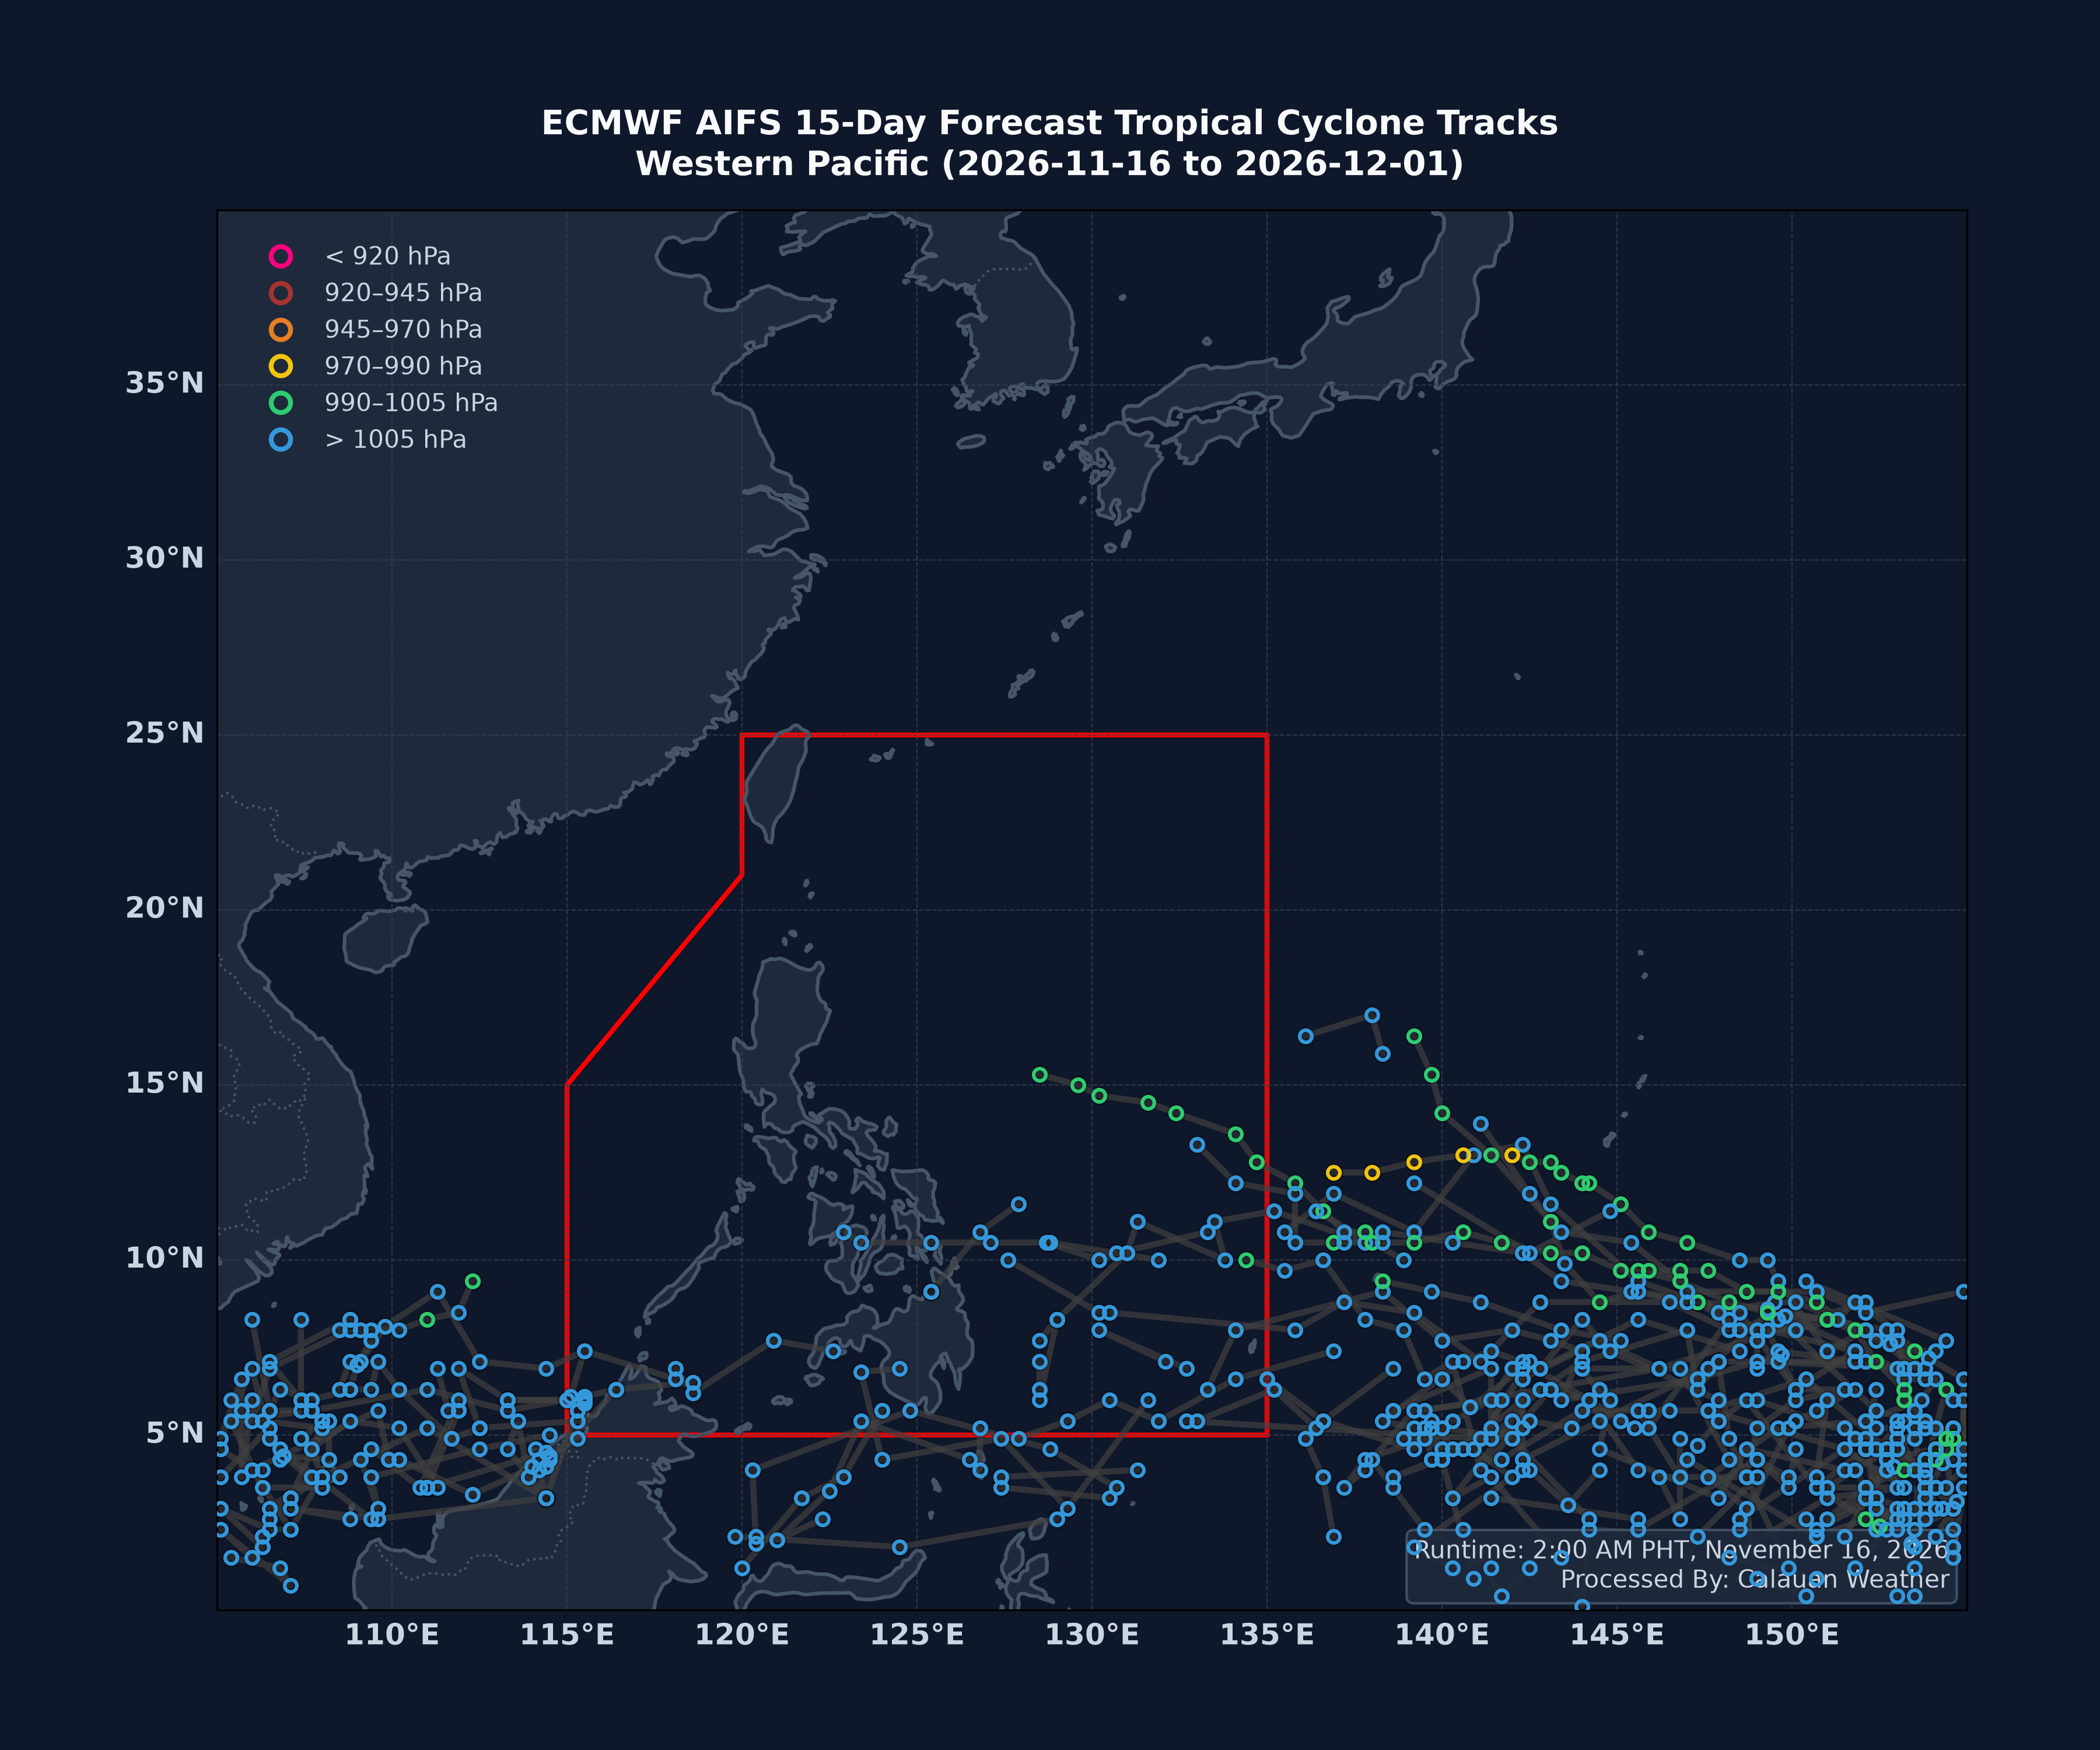 ECMWF AIFS 15-Day Forecast Tropical Cyclone Tracks
Western Pacific (2026-11-16 to 2026-12-01)
< 920 hPa
920–945 hPa
945–970 hPa
970–990 hPa
990–1005 hPa
> 1005 hPa
35°N
30°N
25°N
20°N
15°N
10°N
5°N
Runtime: 2:00 AM PHT, November 16, 2026
Processed By: Calauan Weather
110°E 115°E 120°E 125°E 130°E 135°E 140°E 145°E 150°E